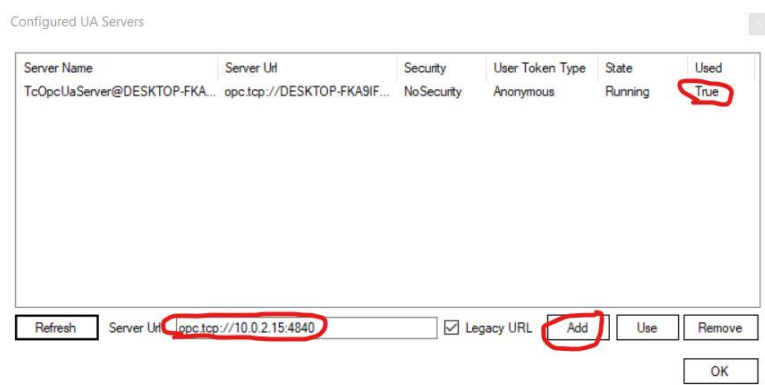 Configured UA Servers
Server Name Server Url Security User Token Type State Used
TcOpcUaServer@DESKTOP-FKA... opc.tcp://DESKTOP-FKA9IF... NoSecurity Anonymous Running True
Refresh Server Url opc.tcp://10.0.2.15:4840 Legacy URL Add Use Remove
OK